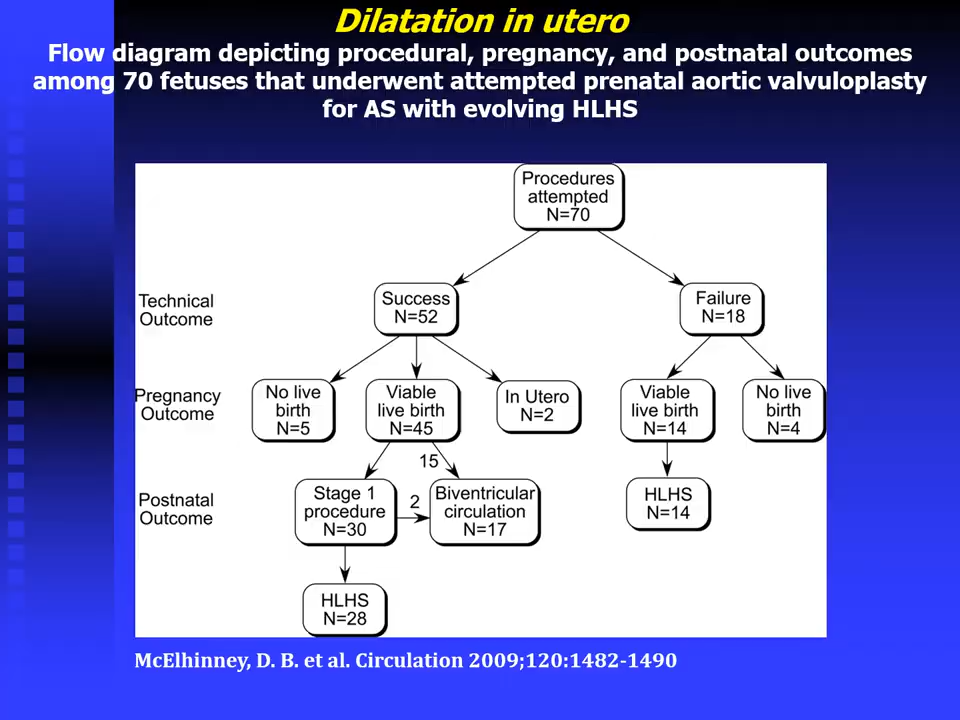 Dilatation in utero
Flow diagram depicting procedural, pregnancy, and postnatal outcomes
among 70 fetuses that underwent attempted prenatal aortic valvuloplasty
for AS with evolving HLHS
Procedures
attempted
N=70
Technical
Outcome
Success
N=52
Failure
N=18
Pregnancy
Outcome
No live
birth
N=5
Viable
live birth
N=45
In Utero
N=2
Viable
live birth
N=14
No live
birth
N=4
15
Postnatal
Outcome
Stage 1
procedure
N=30
2
Biventricular
circulation
N=17
HLHS
N=14
HLHS
N=28
McElhinney, D. B. et al. Circulation 2009;120:1482-1490